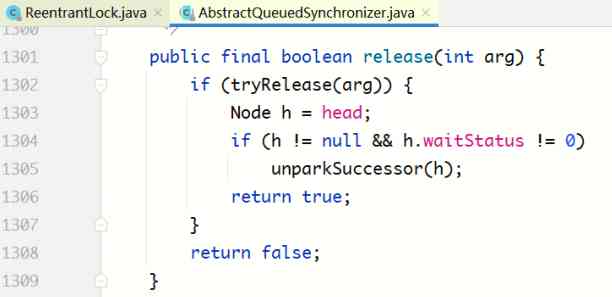 ReentrantLock.java × AbstractQueuedSynchronizer.java ×
1300 */
1301 public final boolean release(int arg) {
1302 if (tryRelease(arg)) {
1303 Node h = head;
1304 if (h != null && h.waitStatus != 0)
1305 unparkSuccessor(h);
1306 return true;
1307 }
1308 return false;
1309 }